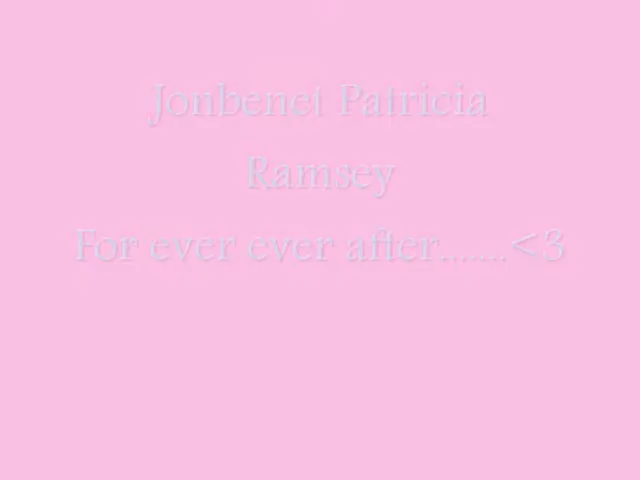 Jonbenet Patricia
Ramsey
For ever ever after.......<3